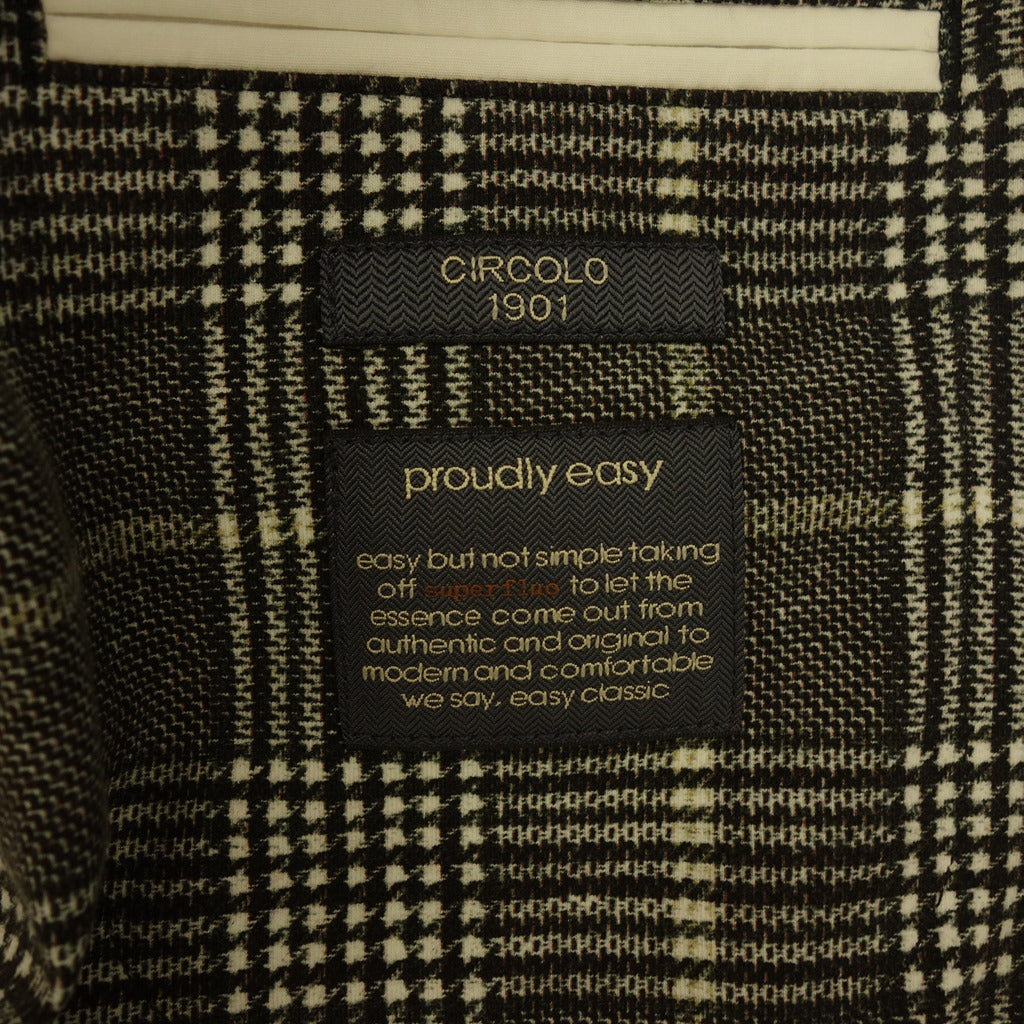 CIRCOLO
1901
proudly easy
easy but not simple taking
off superfluo to let the
essence come out from
authentic and original to
modern and comfortable
we say, easy classic